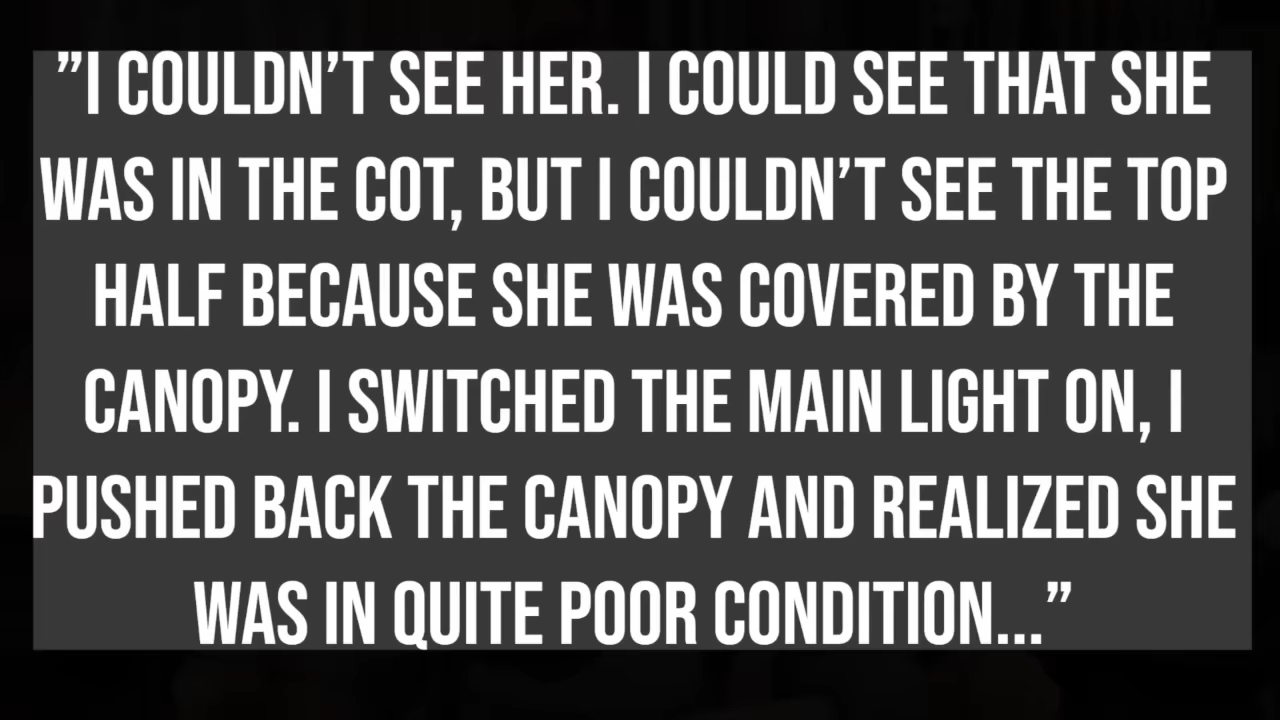 ”I COULDN’T SEE HER. I COULD SEE THAT SHE
WAS IN THE COT, BUT I COULDN’T SEE THE TOP
HALF BECAUSE SHE WAS COVERED BY THE
CANOPY. I SWITCHED THE MAIN LIGHT ON, I
PUSHED BACK THE CANOPY AND REALIZED SHE
WAS IN QUITE POOR CONDITION...”